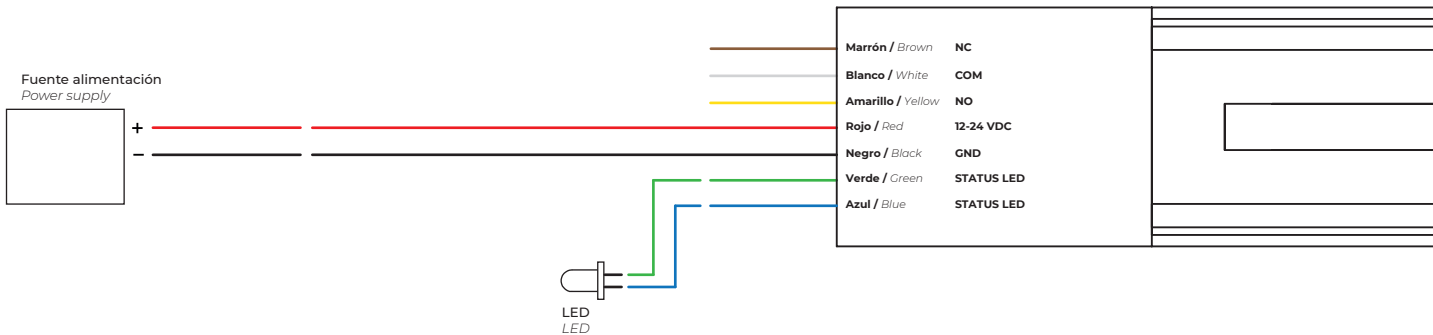 Fuente alimentación
Power supply
+
–
Marrón / Brown NC
Blanco / White COM
Amarillo / Yellow NO
Rojo / Red 12-24 VDC
Negro / Black GND
Verde / Green STATUS LED
Azul / Blue STATUS LED
LED
LED